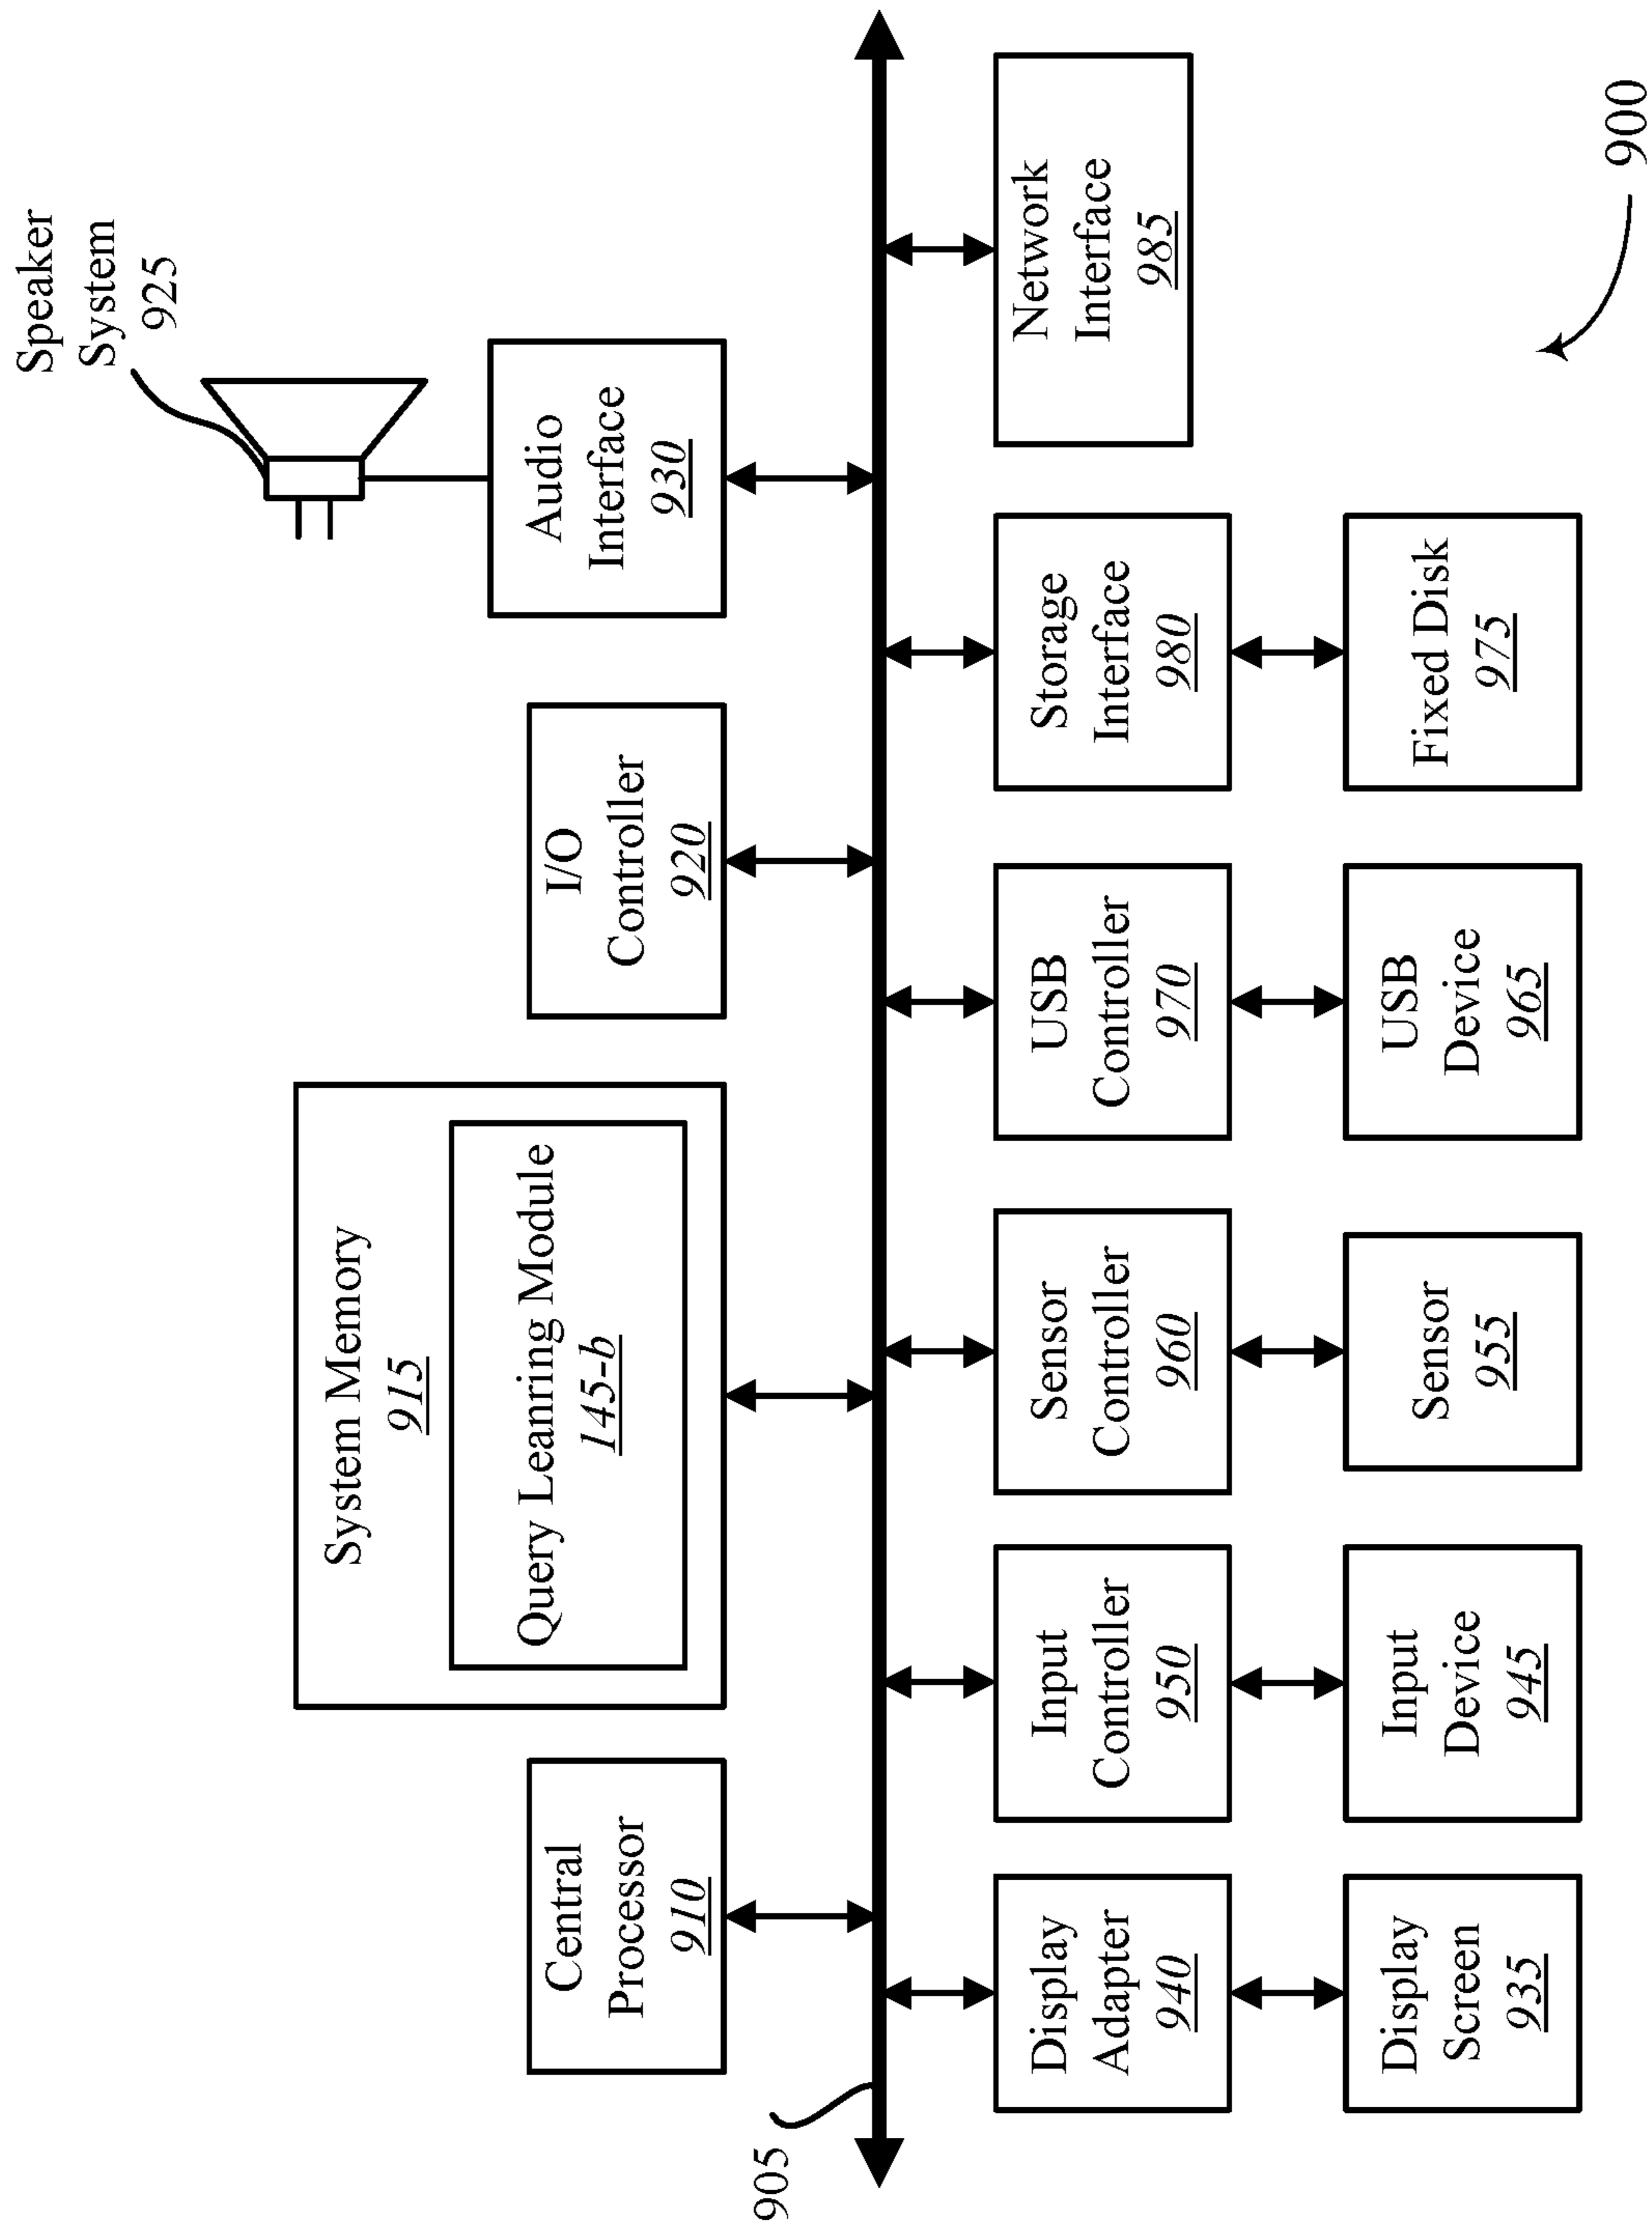 Speaker
System
925
Central
Processor
910
System Memory
915
Query Leanring Module
145-b
I/O
Controller
920
Audio
Interface
930
905
Display
Adapter
940
Input
Controller
950
Sensor
Controller
960
USB
Controller
970
Storage
Interface
980
Network
Interface
985
Display
Screen
935
Input
Device
945
Sensor
955
USB
Device
965
Fixed Disk
975
900